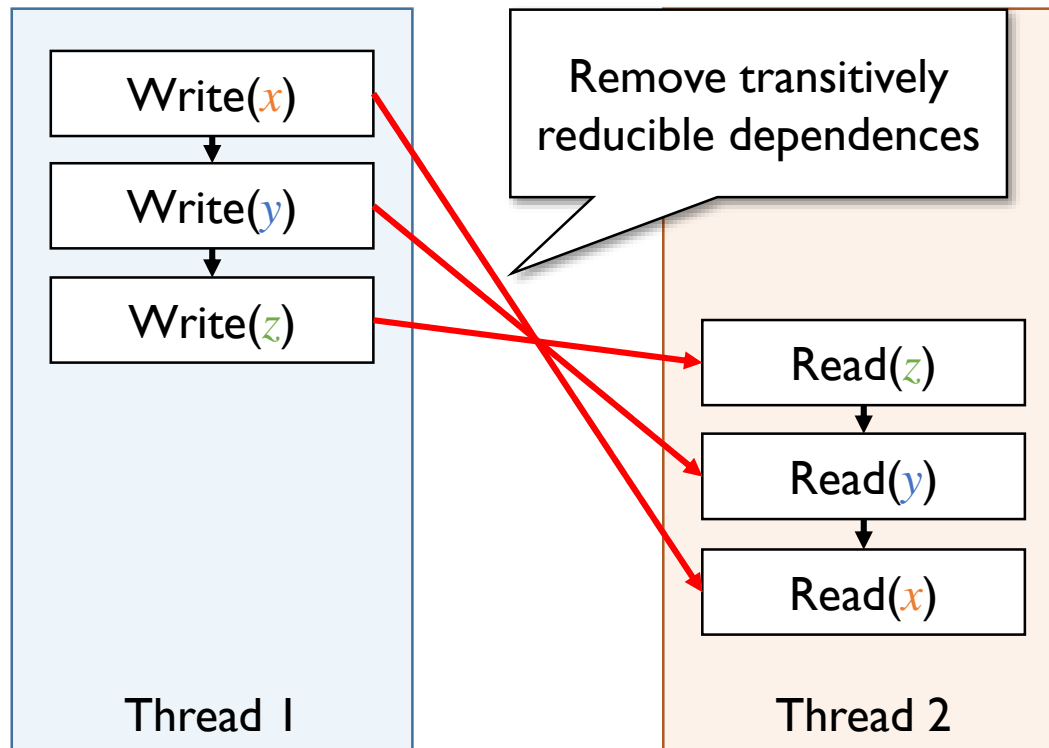 Write(x)
Write(y)
Write(z)
Thread 1
Remove transitively
reducible dependences
Read(z)
Read(y)
Read(x)
Thread 2